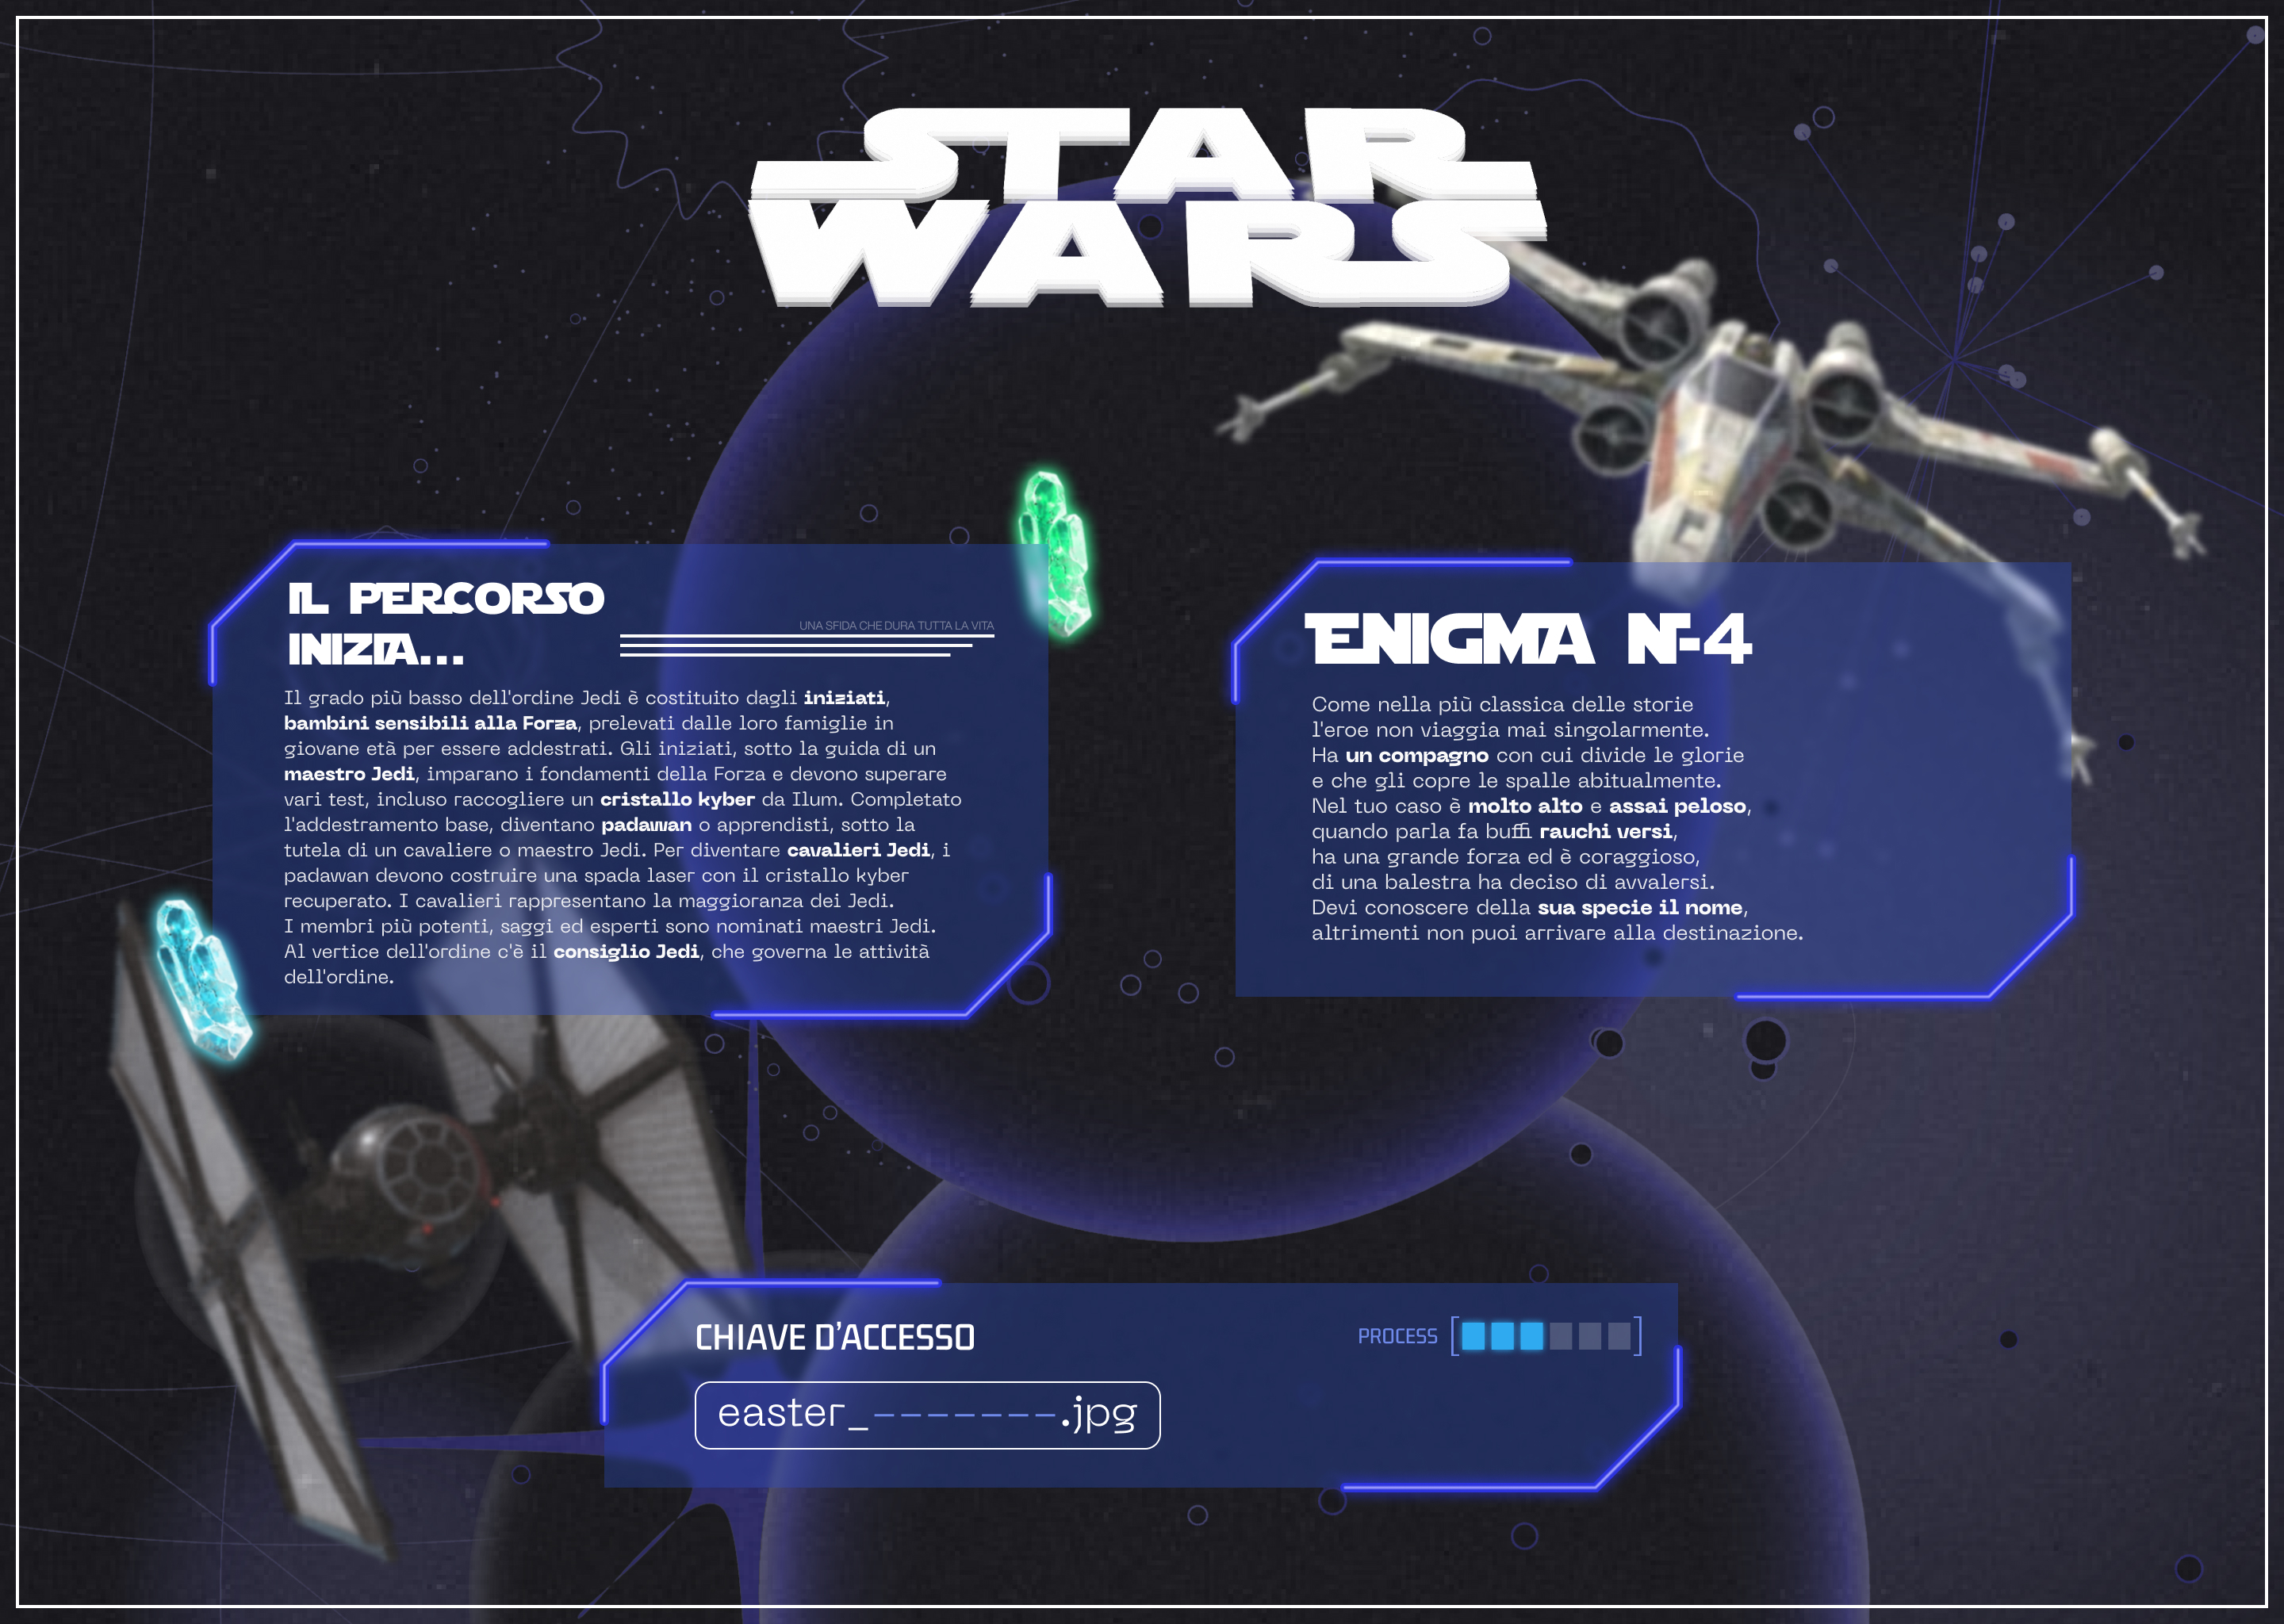 STAR
WARS
IL PERCORSO
INIZIA...
UNA SFIDA CHE DURA TUTTA LA VITA
Il grado più basso dell'ordine Jedi è costituito dagli iniziati,
bambini sensibili alla Forza, prelevati dalle loro famiglie in
giovane età per essere addestrati. Gli iniziati, sotto la guida di un
maestro Jedi, imparano i fondamenti della Forza e devono superare
vari test, incluso raccogliere un cristallo kyber da Ilum. Completato
l'addestramento base, diventano padawan o apprendisti, sotto la
tutela di un cavaliere o maestro Jedi. Per diventare cavalieri Jedi, i
padawan devono costruire una spada laser con il cristallo kyber
recuperato. I cavalieri rappresentano la maggioranza dei Jedi.
I membri più potenti, saggi ed esperti sono nominati maestri Jedi.
Al vertice dell'ordine c'è il consiglio Jedi, che governa le attività
dell'ordine.
ENIGMA N-4
Come nella più classica delle storie
l'eroe non viaggia mai singolarmente.
Ha un compagno con cui divide le glorie
e che gli copre le spalle abitualmente.
Nel tuo caso è molto alto e assai peloso,
quando parla fa buffi rauchi versi,
ha una grande forza ed è coraggioso,
di una balestra ha deciso di avvalersi.
Devi conoscere della sua specie il nome,
altrimenti non puoi arrivare alla destinazione.
CHIAVE D'ACCESSO
PROCESS
easter_ _ _ _ _ _ _ _ _.jpg